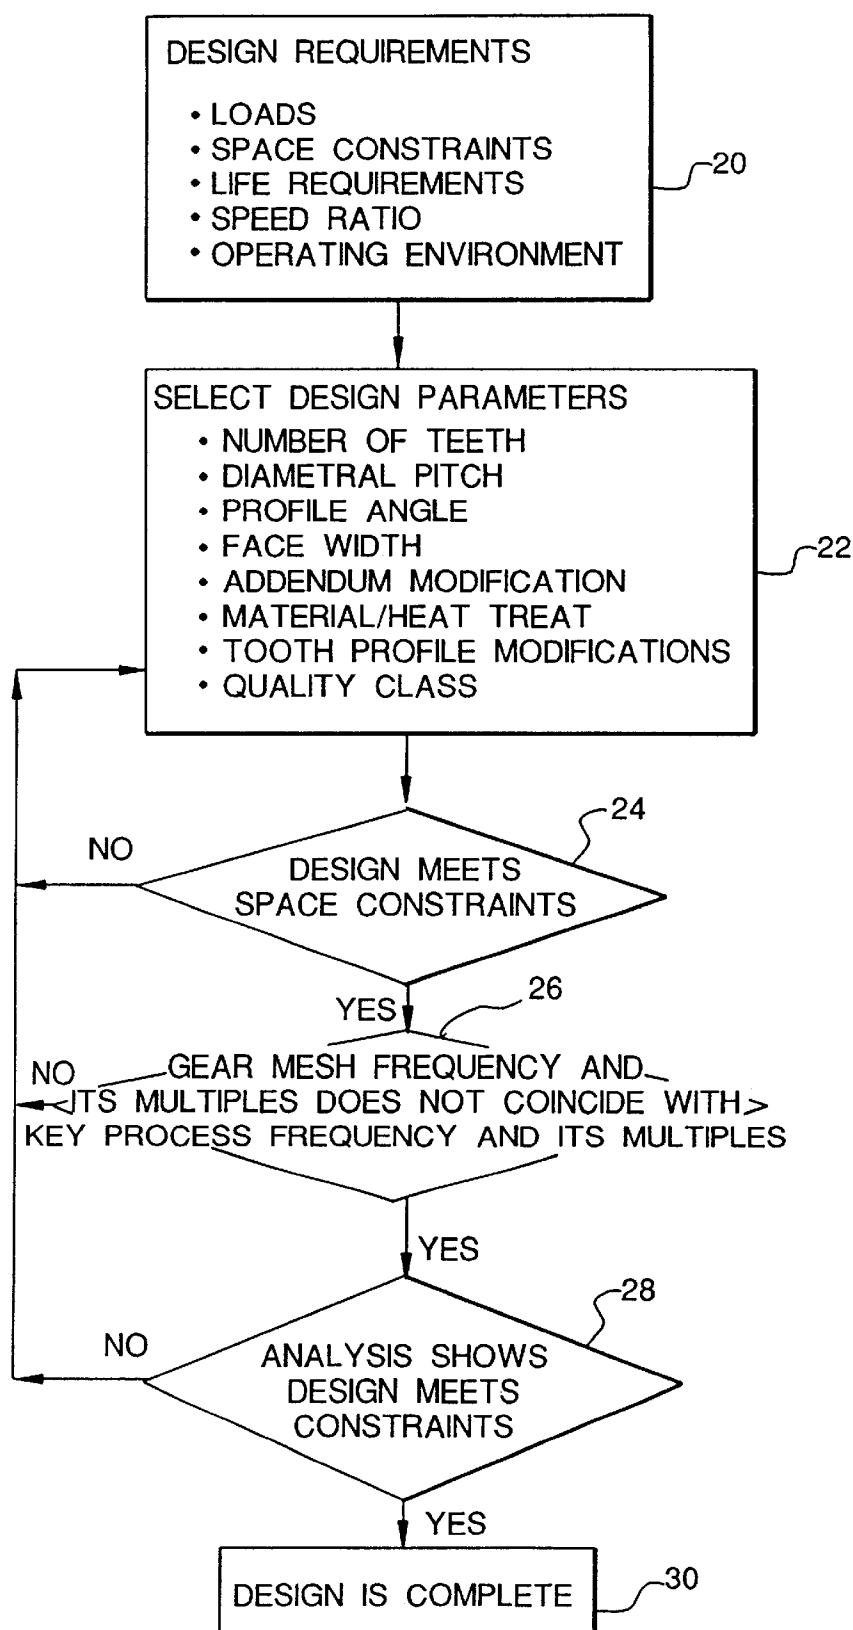 DESIGN REQUIREMENTS
• LOADS
• SPACE CONSTRAINTS
• LIFE REQUIREMENTS
• SPEED RATIO
• OPERATING ENVIRONMENT
20
SELECT DESIGN PARAMETERS
• NUMBER OF TEETH
• DIAMETRAL PITCH
• PROFILE ANGLE
• FACE WIDTH
• ADDENDUM MODIFICATION
• MATERIAL/HEAT TREAT
• TOOTH PROFILE MODIFICATIONS
• QUALITY CLASS
22
24
NO
DESIGN MEETS
SPACE CONSTRAINTS
YES
26
NO
GEAR MESH FREQUENCY AND
ITS MULTIPLES DOES NOT COINCIDE WITH
KEY PROCESS FREQUENCY AND ITS MULTIPLES
YES
28
NO
ANALYSIS SHOWS
DESIGN MEETS
CONSTRAINTS
YES
DESIGN IS COMPLETE
30